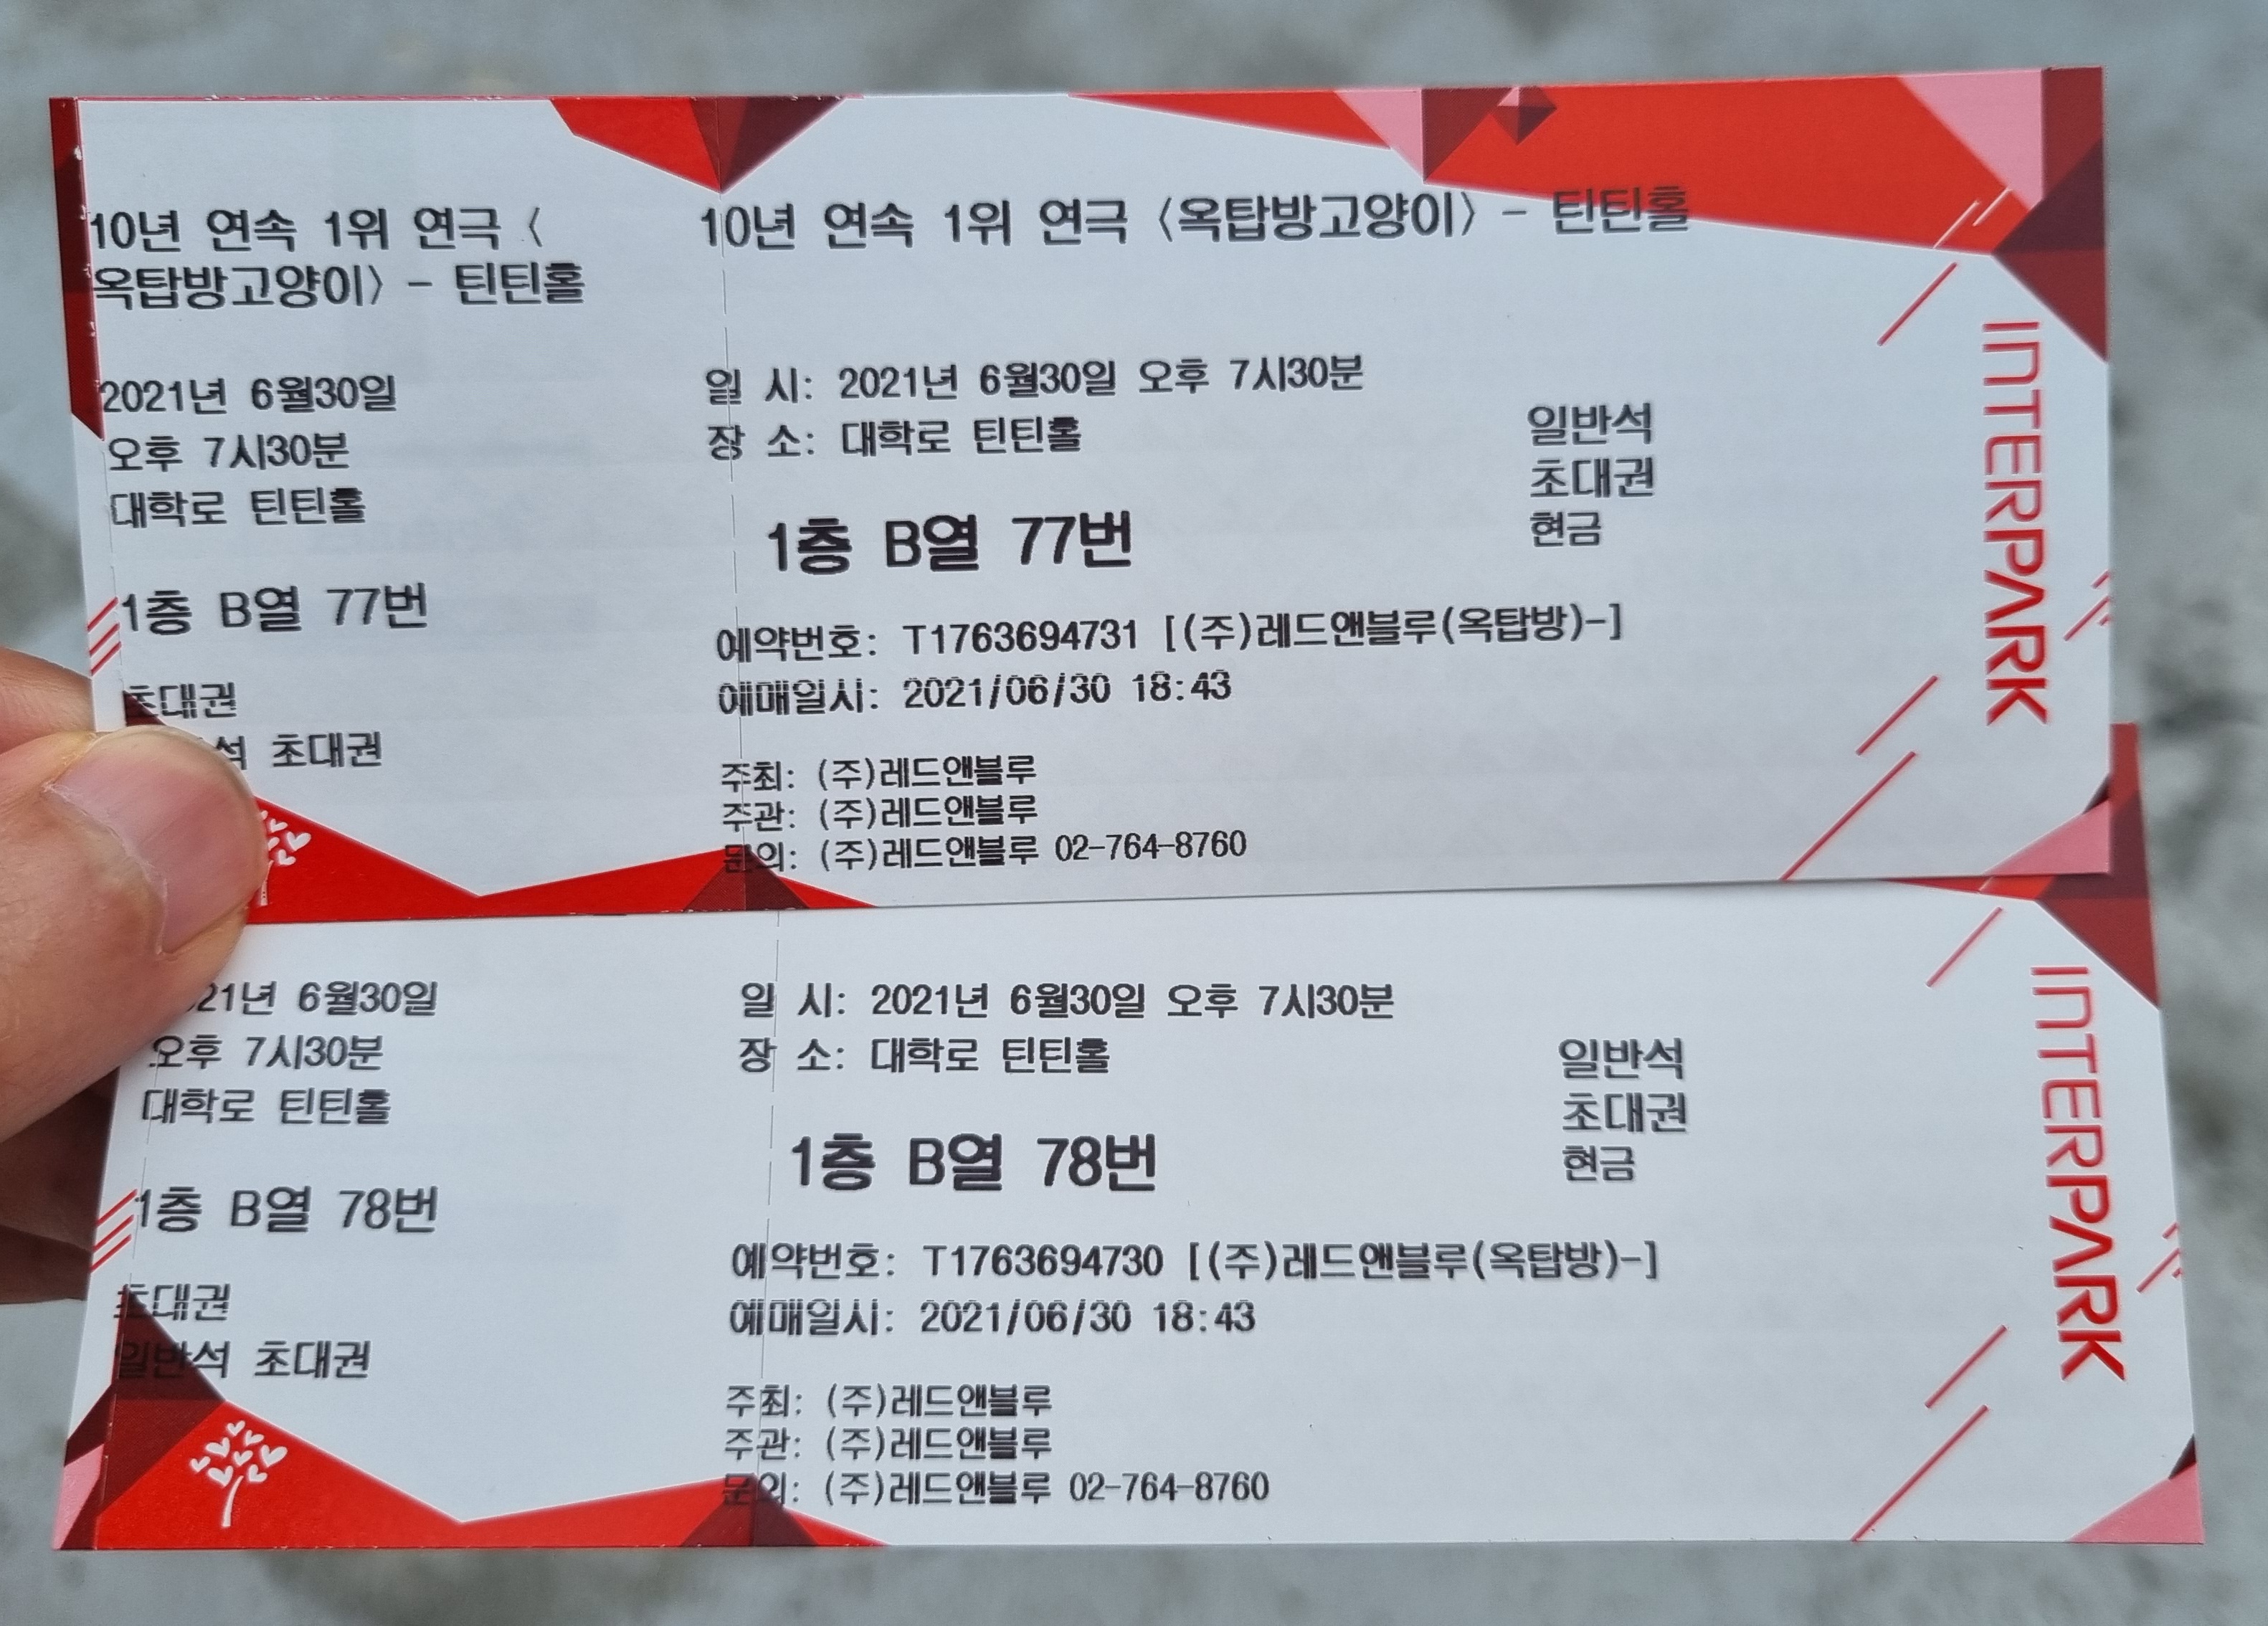 10년 연속 1위 연극 〈
옥탑방고양이〉 - 틴틴홀
2021년 6월30일
오후 7시30분
대학로 틴틴홀
1층 B열 77번
초대권
석 초대권
10년 연속 1위 연극 〈옥탑방고양이〉 - 틴틴홀
일 시: 2021년 6월30일 오후 7시30분
장 소: 대학로 틴틴홀
1층 B열 77번
예약번호: T1763694731 [(주)레드앤블루(옥탑방)-]
예매일시: 2021/06/30 18:43
주최: (주)레드앤블루
주관: (주)레드앤블루
문의: (주)레드앤블루 02-764-8760
일반석
초대권
현금
INTERPARK
21년 6월30일
오후 7시30분
대학로 틴틴홀
1층 B열 78번
초대권
일반석 초대권
일 시: 2021년 6월30일 오후 7시30분
장 소: 대학로 틴틴홀
1층 B열 78번
예약번호: T1763694730 [(주)레드앤블루(옥탑방)-]
예매일시: 2021/06/30 18:43
주최: (주)레드앤블루
주관: (주)레드앤블루
문의: (주)레드앤블루 02-764-8760
일반석
초대권
현금
INTERPARK